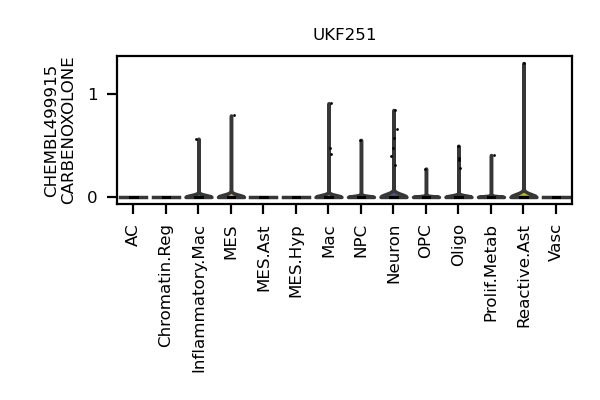 UKF251
CHEMBL499915
CARBENOXOLONE
1
0
AC
Chromatin.Reg
Inflammatory.Mac
MES
MES.Ast
MES.Hyp
Mac
NPC
Neuron
OPC
Oligo
Prolif.Metab
Reactive.Ast
Vasc